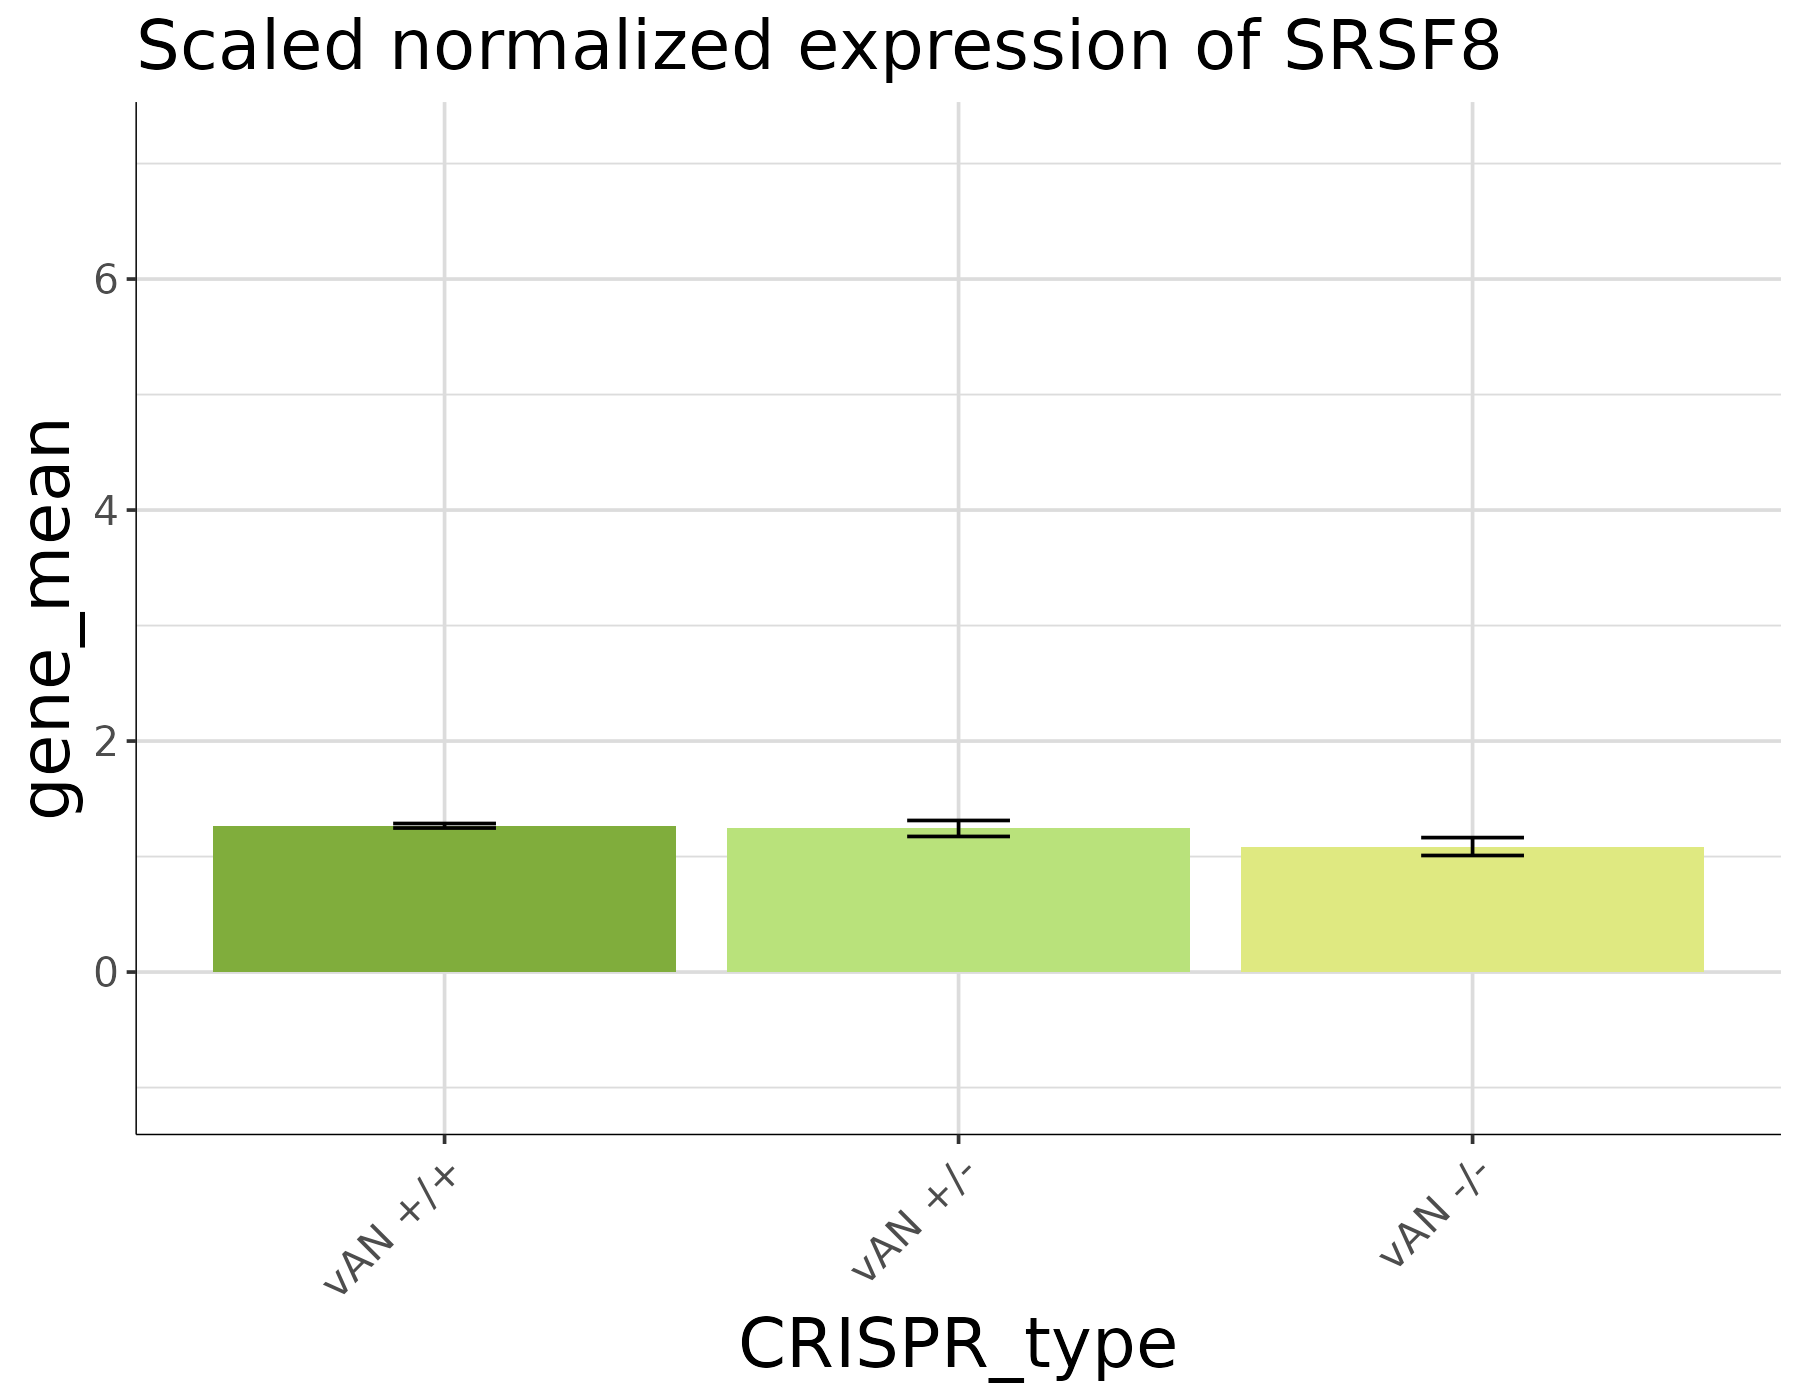 Scaled normalized expression of SRSF8
gene_mean
6
4
2
0
vAN +/+
vAN +/-
vAN -/-
CRISPR_type